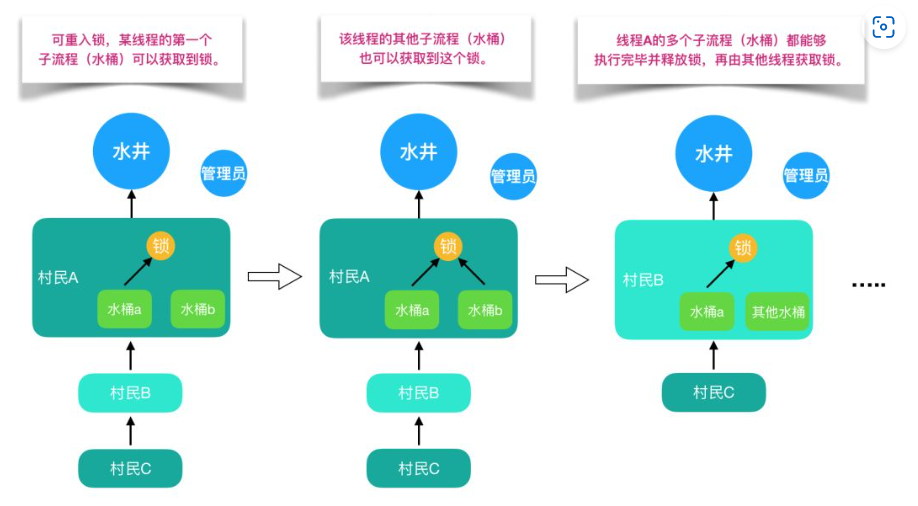 可重入锁，某线程的第一个
子流程（水桶）可以获取到锁。
水井
管理员
锁
村民A
水桶a
水桶b
村民B
村民C
该线程的其他子流程（水桶）
也可以获取到这个锁。
水井
管理员
锁
村民A
水桶a
水桶b
村民B
村民C
线程A的多个子流程（水桶）都能够
执行完毕并释放锁，再由其他线程获取锁。
水井
管理员
锁
村民B
水桶a
其他水桶
村民C
.....